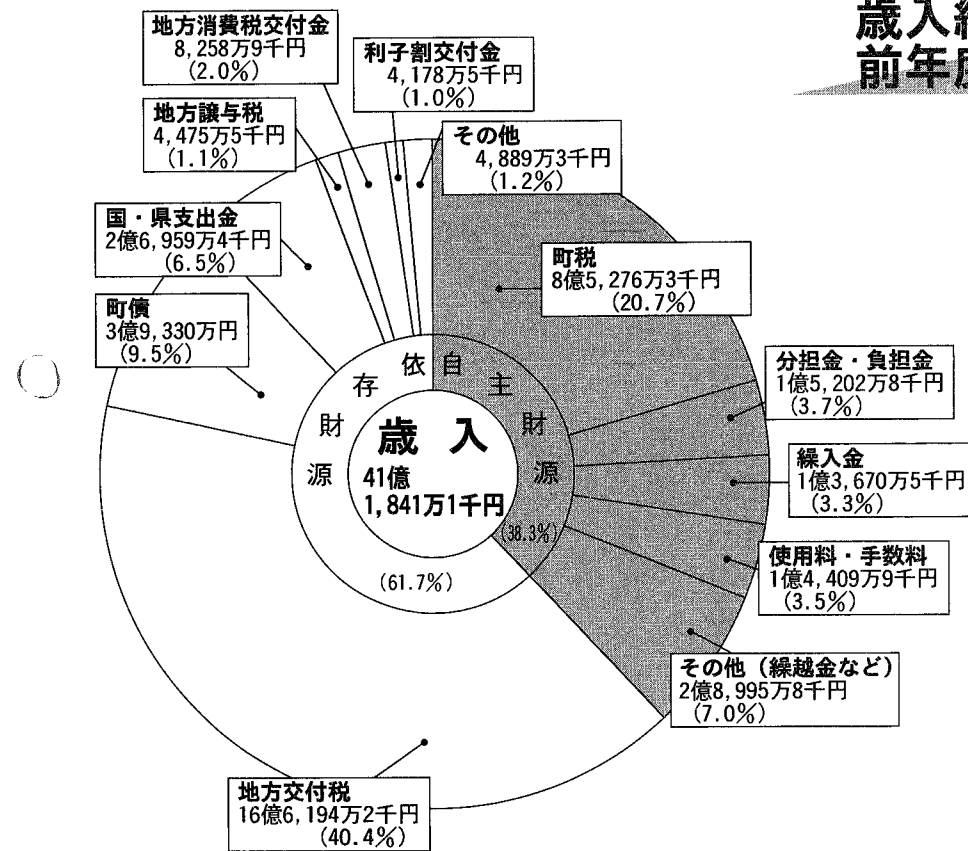 歳入
前年度
地方消費税交付金
8,258万9千円
(2.0%)
利子割交付金
4,178万5千円
(1.0%)
地方譲与税
4,475万5千円
(1.1%)
その他
4,889万3千円
(1.2%)
国・県支出金
2億6,959万4千円
(6.5%)
町税
8億5,276万3千円
(20.7%)
町債
3億9,330万円
(9.5%)
分担金・負担金
1億5,202万8千円
(3.7%)
繰入金
1億3,670万5千円
(3.3%)
使用料・手数料
1億4,409万9千円
(3.5%)
その他(繰越金など)
2億8,995万8千円
(7.0%)
地方交付税
16億6,194万2千円
(40.4%)
依存財源
(61.7%)
自主財源
(38.3%)
歳入
41億
1,841万1千円